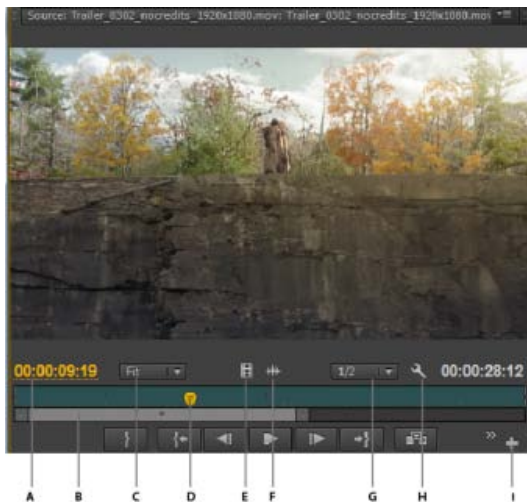 Source: Trailer_0302_nocredits_1920x1080.mov: Trailer_0302_nocredits_1920x1080.mov
00:00:09:19 Fit 1/2 00:00:28:12
A B C D E F G H I